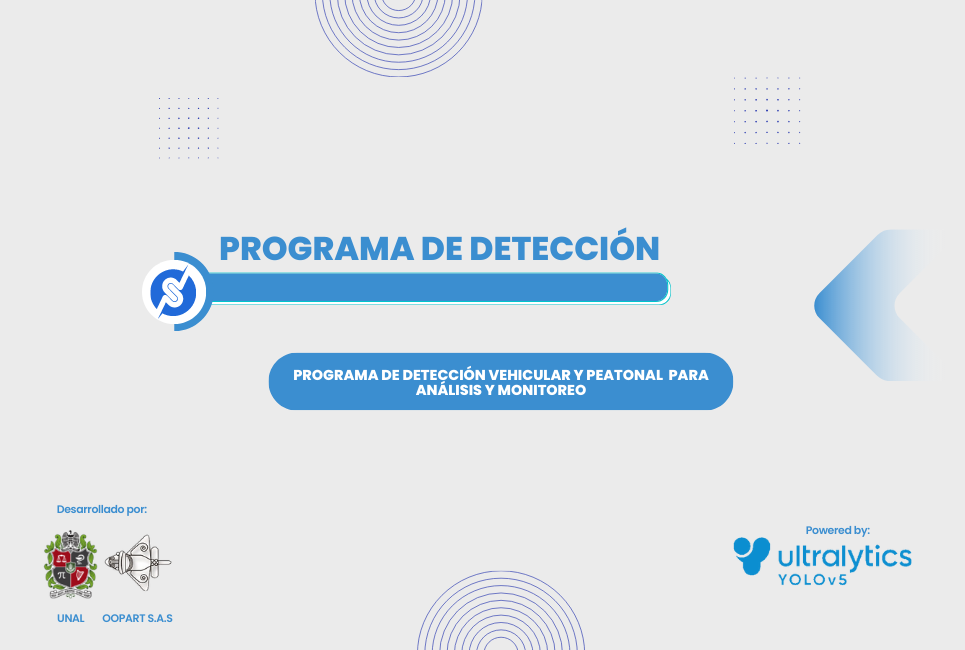 PROGRAMA DE DETECCIÓN
PROGRAMA DE DETECCIÓN VEHICULAR Y PEATONAL PARA
ANÁLISIS Y MONITOREO
Desarrollado por:
UNAL OOPART S.A.S
Powered by:
ultralytics
YOLOv5